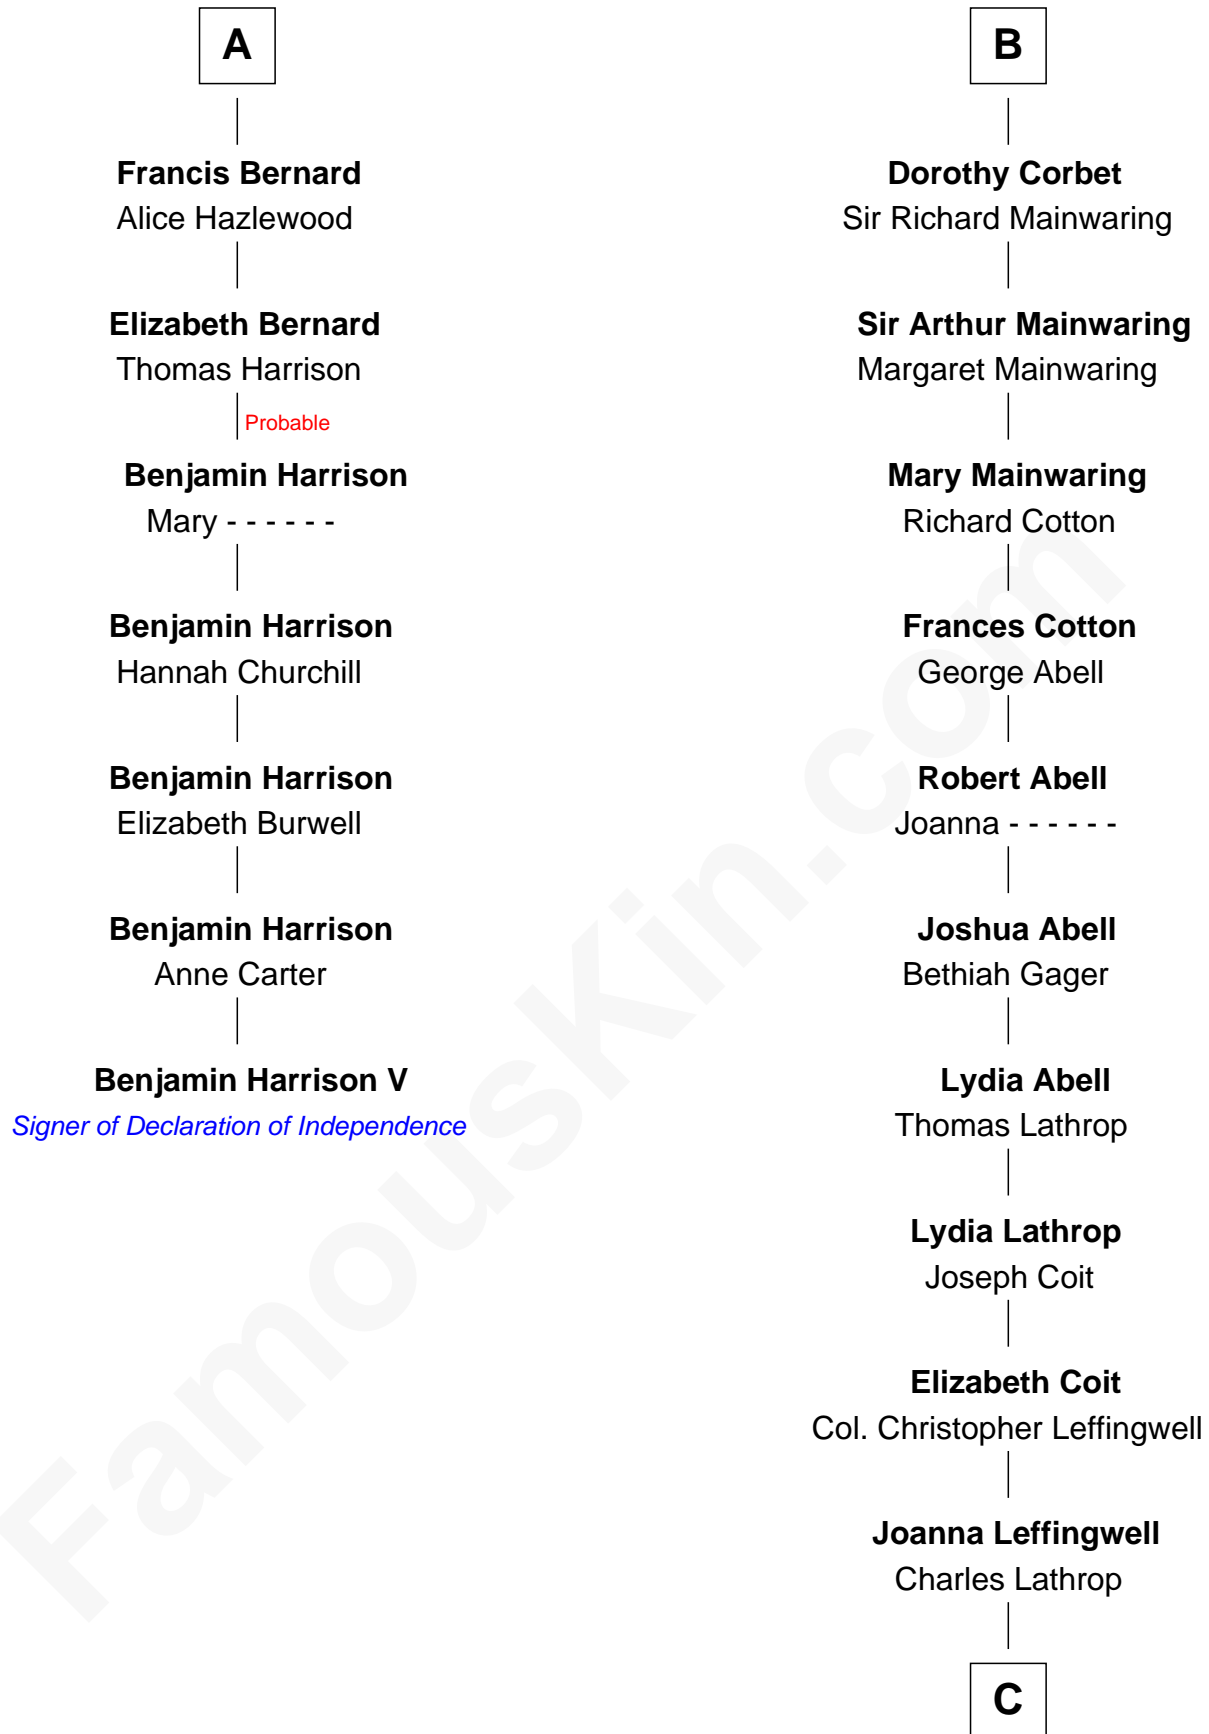 A
Francis Bernard
Alice Hazlewood
Elizabeth Bernard
Thomas Harrison
Probable
Benjamin Harrison
Mary - - - - - -
Benjamin Harrison
Hannah Churchill
Benjamin Harrison
Elizabeth Burwell
Benjamin Harrison
Anne Carter
Benjamin Harrison V
Signer of Declaration of Independence
B
Dorothy Corbet
Sir Richard Mainwaring
Sir Arthur Mainwaring
Margaret Mainwaring
Mary Mainwaring
Richard Cotton
Frances Cotton
George Abell
Robert Abell
Joanna - - - - - -
Joshua Abell
Bethiah Gager
Lydia Abell
Thomas Lathrop
Lydia Lathrop
Joseph Coit
Elizabeth Coit
Col. Christopher Leffingwell
Joanna Leffingwell
Charles Lathrop
C
FamousKin.com